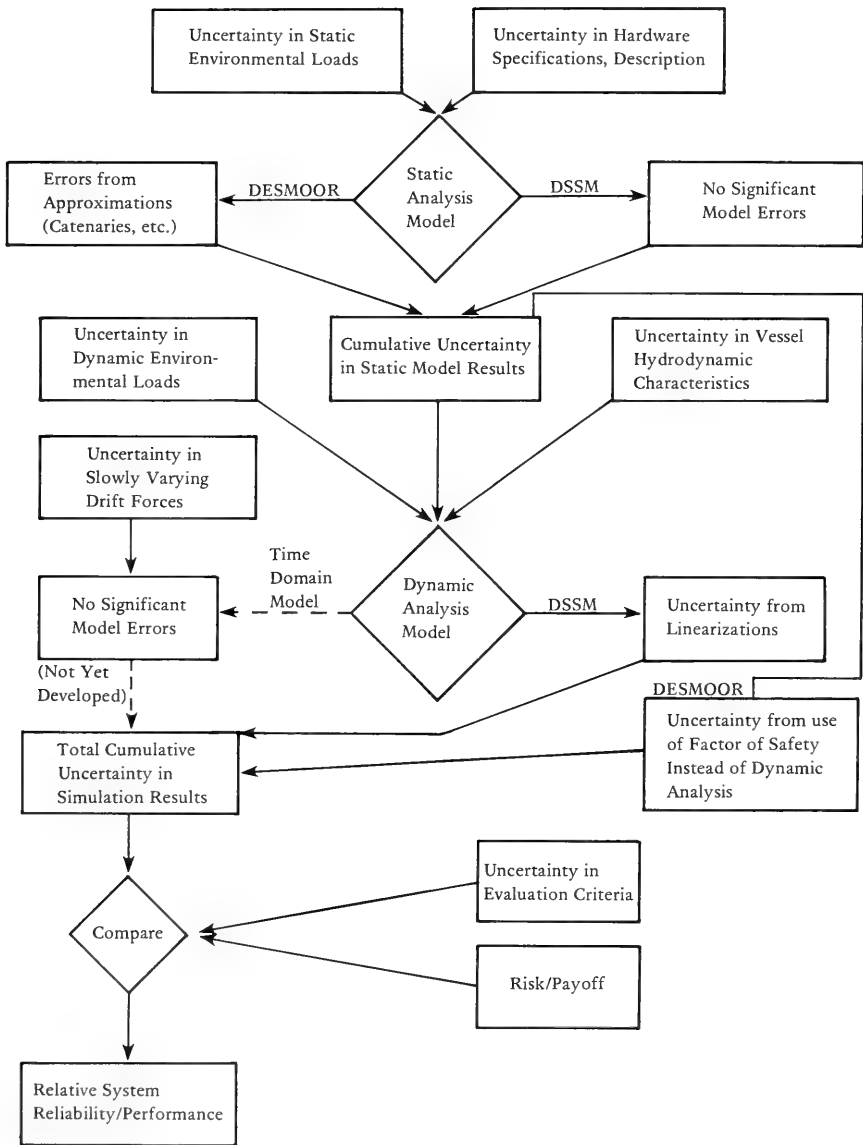 Uncertainty in Static
Environmental Loads
Uncertainty in Hardware
Specifications, Description
Errors from
Approximations
(Catenaries, etc.)
DESMOOR
Static
Analysis
Model
DSSM
No Significant
Model Errors
Uncertainty in
Dynamic Environ-
mental Loads
Cumulative Uncertainty
in Static Model Results
Uncertainty in Vessel
Hydrodynamic
Characteristics
Uncertainty in
Slowly Varying
Drift Forces
No Significant
Model Errors
Time
Domain
Model
Dynamic
Analysis
Model
DSSM
Uncertainty from
Linearizations
(Not Yet
Developed)
DESMOOR
Total Cumulative
Uncertainty in
Simulation Results
Uncertainty from use
of Factor of Safety
Instead of Dynamic
Analysis
Uncertainty in
Evaluation Criteria
Compare
Risk/Payoff
Relative System
Reliability/Performance